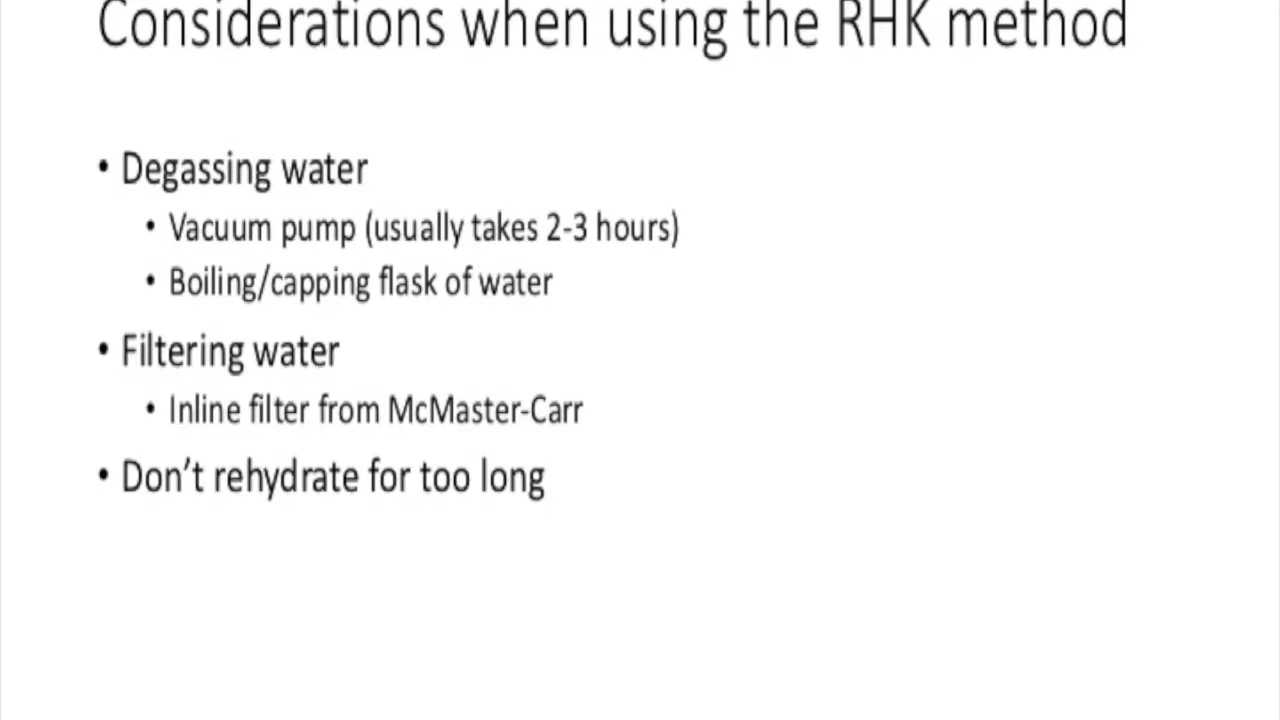 Considerations when using the RHK method
• Degassing water
• Vacuum pump (usually takes 2-3 hours)
• Boiling/capping flask of water
• Filtering water
• Inline filter from McMaster-Carr
• Don’t rehydrate for too long